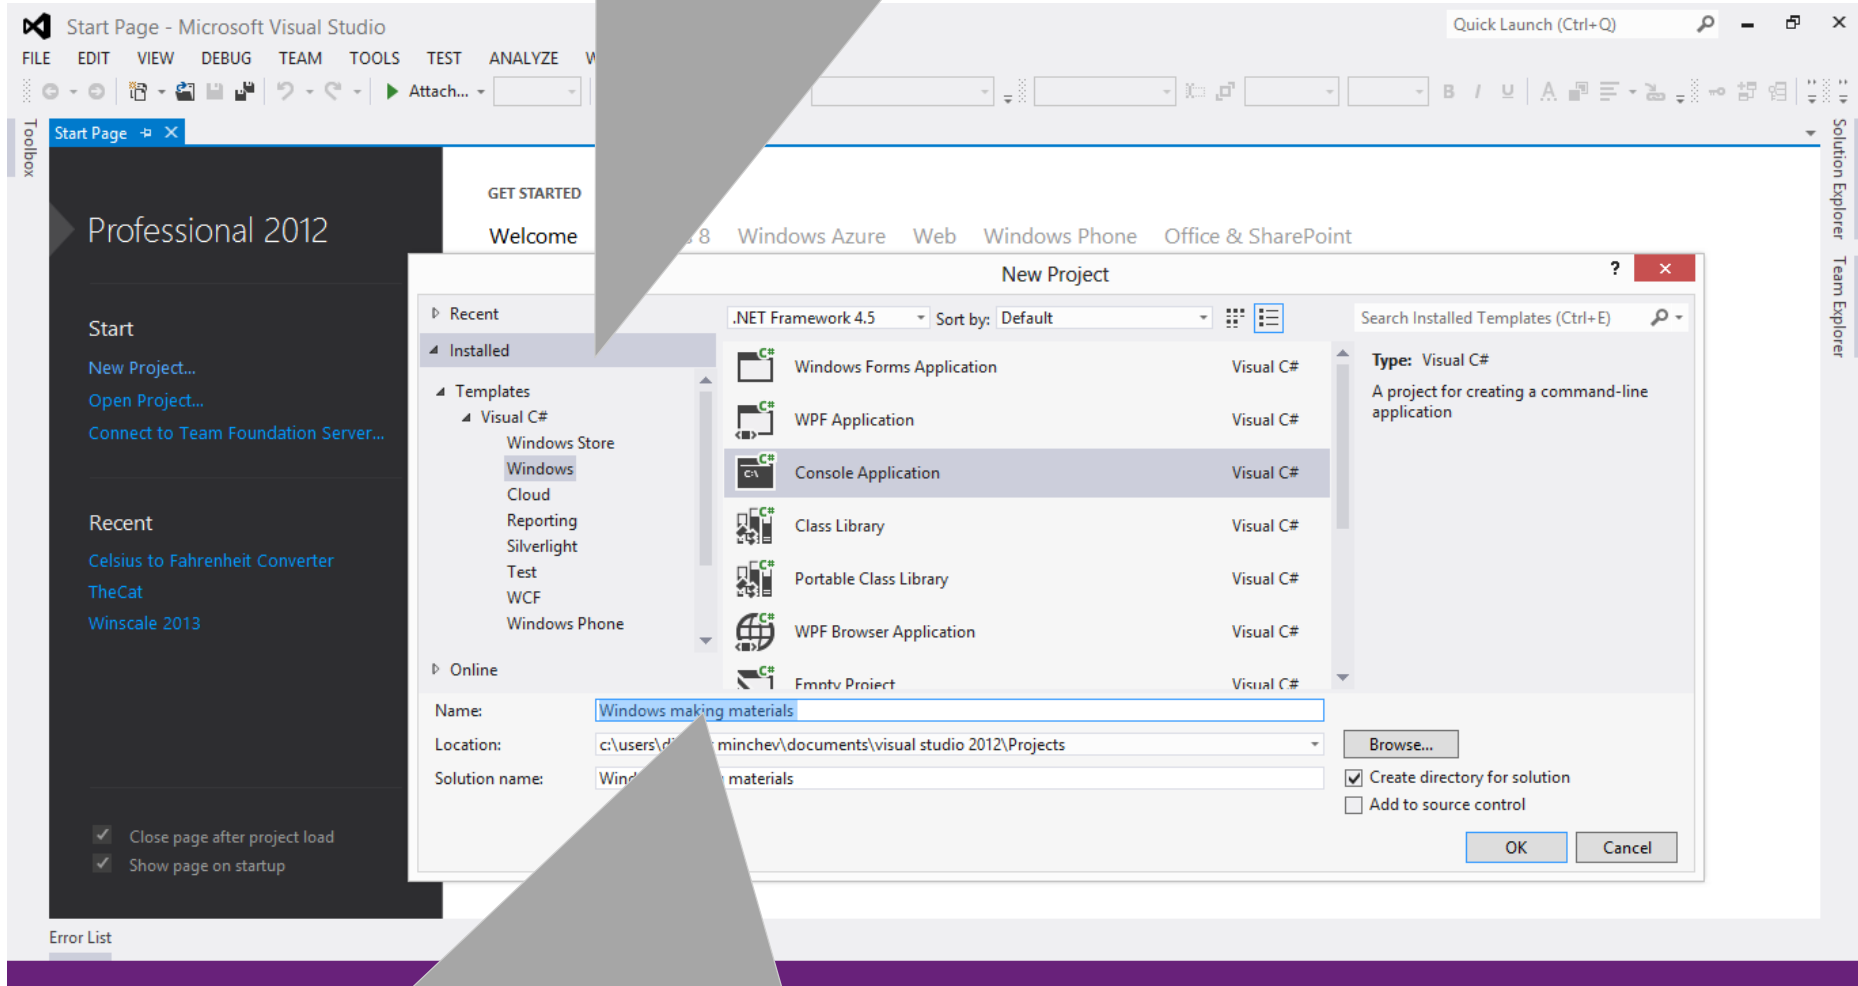 Start Page - Microsoft Visual Studio
Quick Launch (Ctrl+Q)
FILE EDIT VIEW DEBUG TEAM TOOLS TEST ANALYZE
Attach...
Toolbox
Start Page
Solution Explorer
Team Explorer
Professional 2012
Start
New Project...
Open Project...
Connect to Team Foundation Server...
Recent
Celsius to Fahrenheit Converter
TheCat
Winscale 2013
Close page after project load
Show page on startup
GET STARTED
Welcome 8 Windows Azure Web Windows Phone Office & SharePoint
New Project
?
Recent
.NET Framework 4.5 Sort by: Default
Search Installed Templates (Ctrl+E)
Installed
Templates
Visual C#
Windows Store
Windows
Cloud
Reporting
Silverlight
Test
WCF
Windows Phone
Online
Windows Forms Application Visual C#
WPF Application Visual C#
Console Application Visual C#
Class Library Visual C#
Portable Class Library Visual C#
WPF Browser Application Visual C#
Empty Project Visual C#
Type: Visual C#
A project for creating a command-line
application
Name: Windows making materials
Location: c:\users\ minchev\documents\visual studio 2012\Projects
Browse...
Solution name: materials
Create directory for solution
Add to source control
OK Cancel
Error List